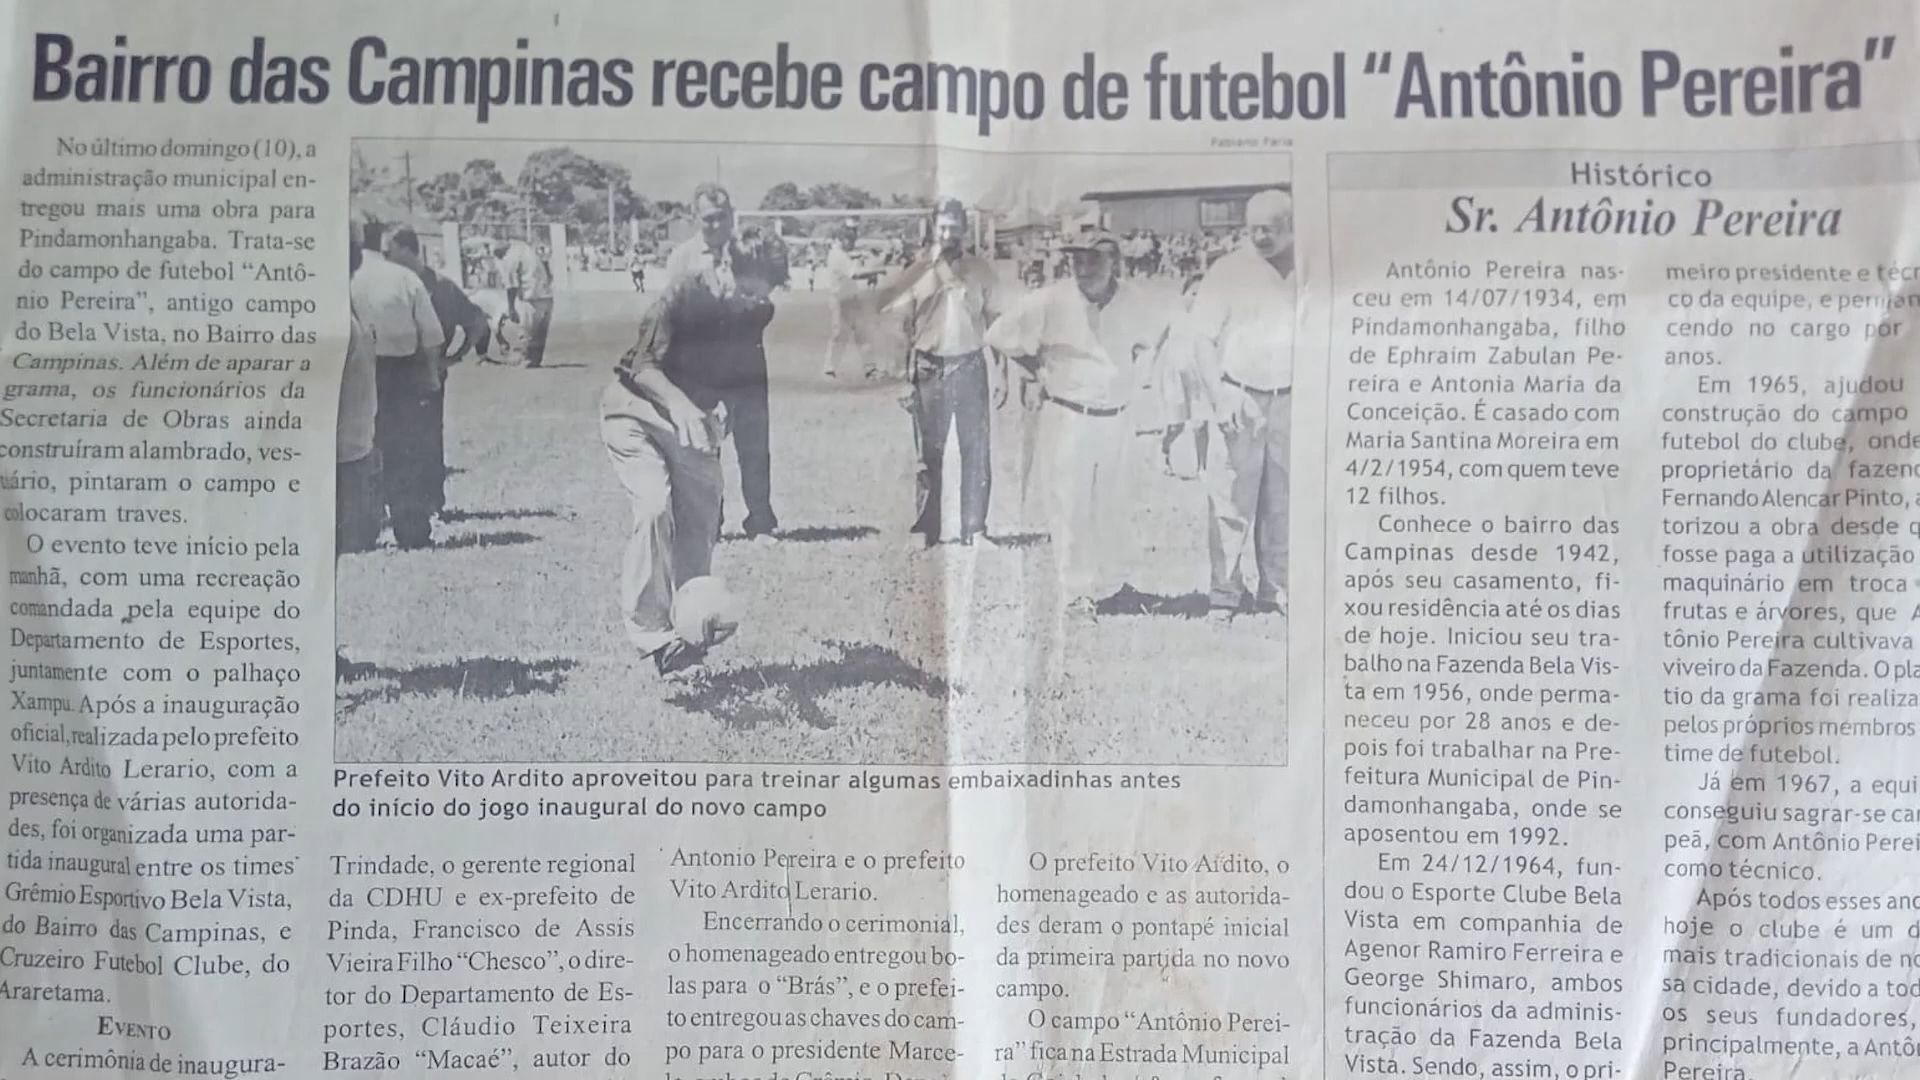 Bairro das Campinas recebe campo de futebol "Antônio Pereira"
No último domingo (10), a
administração municipal en-
tregou mais uma obra para
Pindamonhangaba. Trata-se
do campo de futebol "Antô-
nio Pereira", antigo campo
do Bela Vista, no Bairro das
Campinas. Além de aparar a
grama, os funcionários da
Secretaria de Obras ainda
construíram alambrado, ves-
uário, pintaram o campo e
colocaram traves.
O evento teve início pela
manhã, com uma recreação
comandada pela equipe do
Departamento de Esportes,
juntamente com o palhaço
Xampu. Após a inauguração
oficial, realizada pelo prefeito
Vito Ardito Lerario, com a
presença de várias autorida-
des, foi organizada uma par-
tida inaugural entre os times
Grêmio Esportivo Bela Vista,
do Bairro das Campinas, e
Cruzeiro Futebol Clube, do
Araretama.
EVENTO
A cerimônia de inaugura-
Fabiano Faria
Prefeito Vito Ardito aproveitou para treinar algumas embaixadinhas antes
do início do jogo inaugural do novo campo
Trindade, o gerente regional
da CDHU e ex-prefeito de
Pinda, Francisco de Assis
Vieira Filho "Chesco", o dire-
tor do Departamento de Es-
portes, Cláudio Teixeira
Brazão "Macaé", autor do
Antonio Pereira e o prefeito
Vito Ardito Lerario.
Encerrando o cerimonial,
o homenageado entregou bo-
las para o "Brás", e o prefei-
to entregou as chaves do cam-
po para o presidente Marce-
O prefeito Vito Ardito, o
homenageado e as autorida-
des deram o pontapé inicial
da primeira partida no novo
campo.
O campo "Antônio Perei-
ra" fica na Estrada Municipal
Histórico
Sr. Antônio Pereira
Antônio Pereira nas-
ceu em 14/07/1934, em
Pindamonhangaba, filho
de Ephraim Zabulan Pe-
reira e Antonia Maria da
Conceição. É casado com
Maria Santina Moreira em
4/2/1954, com quem teve
12 filhos.
Conhece o bairro das
Campinas desde 1942,
após seu casamento, fi-
xou residência até os dias
de hoje. Iniciou seu tra-
balho na Fazenda Bela Vis-
ta em 1956, onde perma-
neceu por 28 anos e de-
pois foi trabalhar na Pre-
feitura Municipal de Pin-
damonhangaba, onde se
aposentou em 1992.
Em 24/12/1964, fun-
dou o Esporte Clube Bela
Vista em companhia de
Agenor Ramiro Ferreira e
George Shimaro, ambos
funcionários da adminis-
tração da Fazenda Bela
Vista. Sendo, assim, o pri-
meiro presidente e técn
co da equipe, e perman
cendo no cargo por
anos.
Em 1965, ajudou
construção do campo
futebol do clube, onde
proprietário da fazend
Fernando Alencar Pinto, a
torizou a obra desde q
fosse paga a utilização
maquinário em troca
frutas e árvores, que A
tônio Pereira cultivava
viveiro da Fazenda. O pla
tio da grama foi realiza
pelos próprios membros
time de futebol.
Já em 1967, a equi
conseguiu sagrar-se car
peã, com Antônio Perei
como técnico.
Após todos esses ano
hoje o clube é um d
mais tradicionais de no
sa cidade, devido a tod
os seus fundadores,
principalmente, a Antô
Pereira.